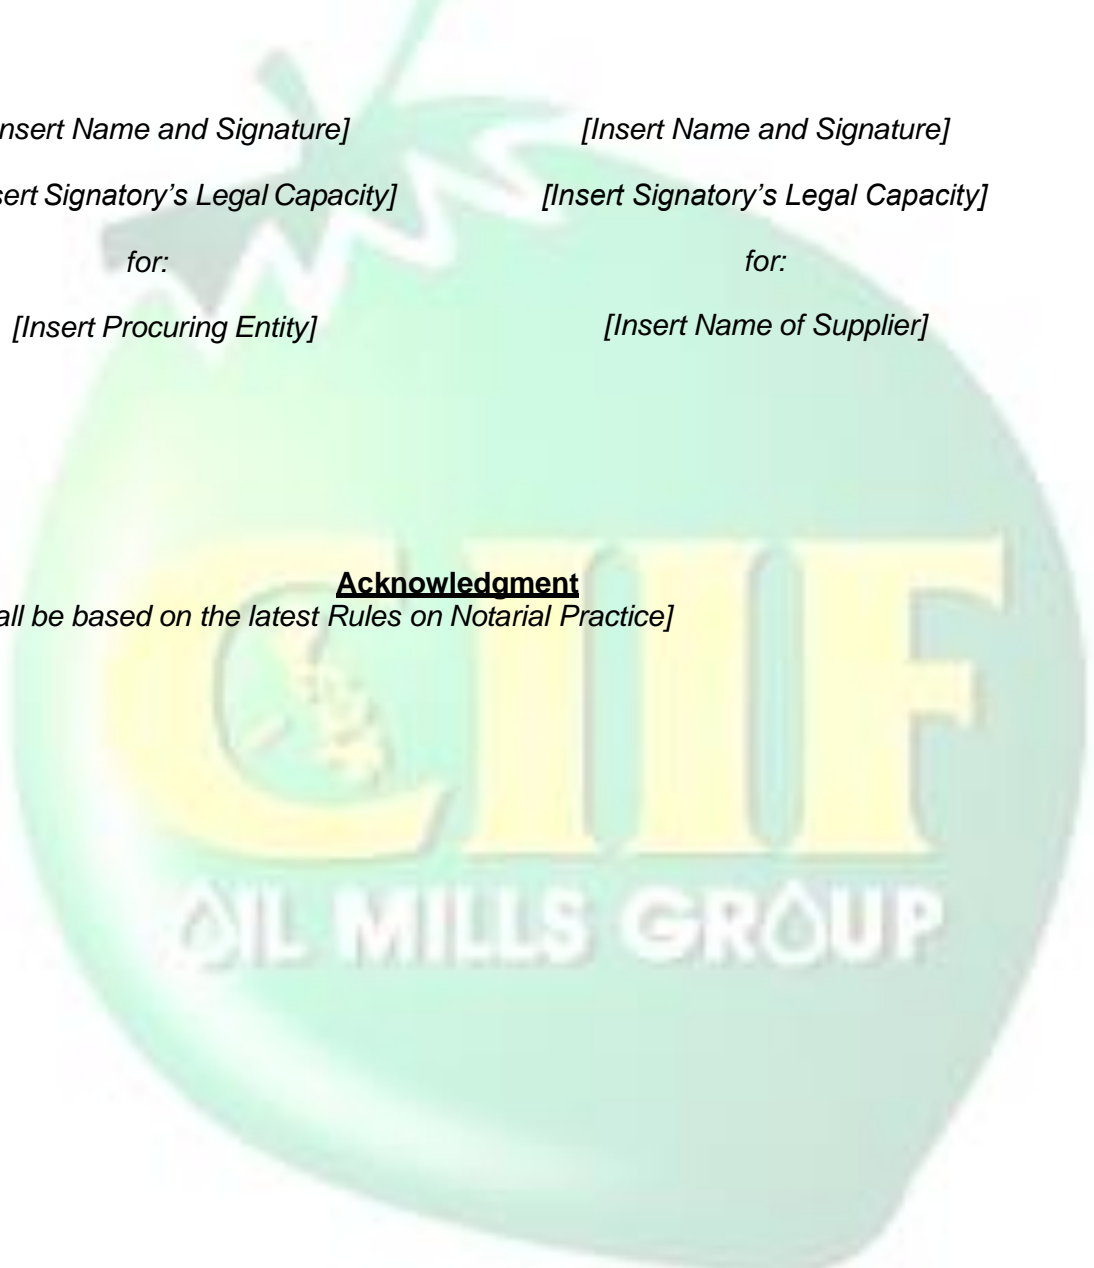 nsert Name and Signature]
sert Signatory’s Legal Capacity]
for:
[Insert Procuring Entity]
[Insert Name and Signature]
[Insert Signatory’s Legal Capacity]
for:
[Insert Name of Supplier]
Acknowledgment
all be based on the latest Rules on Notarial Practice]
CIIF
OIL MILLS GROUP